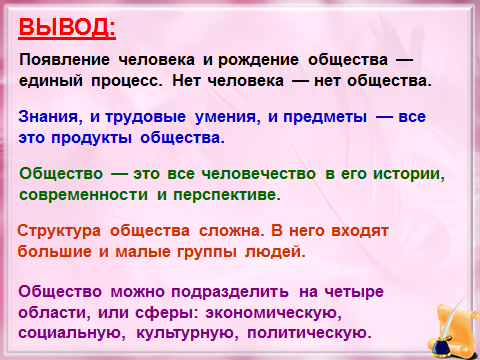 ВЫВОД:
Появление человека и рождение общества —
единый процесс. Нет человека — нет общества.
Знания, и трудовые умения, и предметы — все
это продукты общества.
Общество — это все человечество в его истории,
современности и перспективе.
Структура общества сложна. В него входят
большие и малые группы людей.
Общество можно подразделить на четыре
области, или сферы: экономическую,
социальную, культурную, политическую.